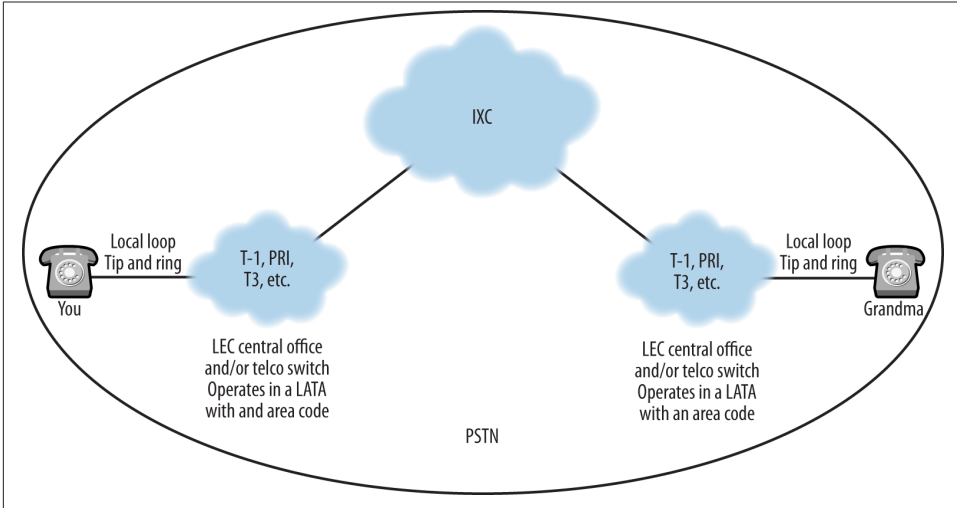 IXC
Local loop
Tip and ring
You
T-1, PRI,
T3, etc.
LEC central office
and/or telco switch
Operates in a LATA
with and area code
T-1, PRI,
T3, etc.
Local loop
Tip and ring
Grandma
LEC central office
and/or telco switch
Operates in a LATA
with an area code
PSTN